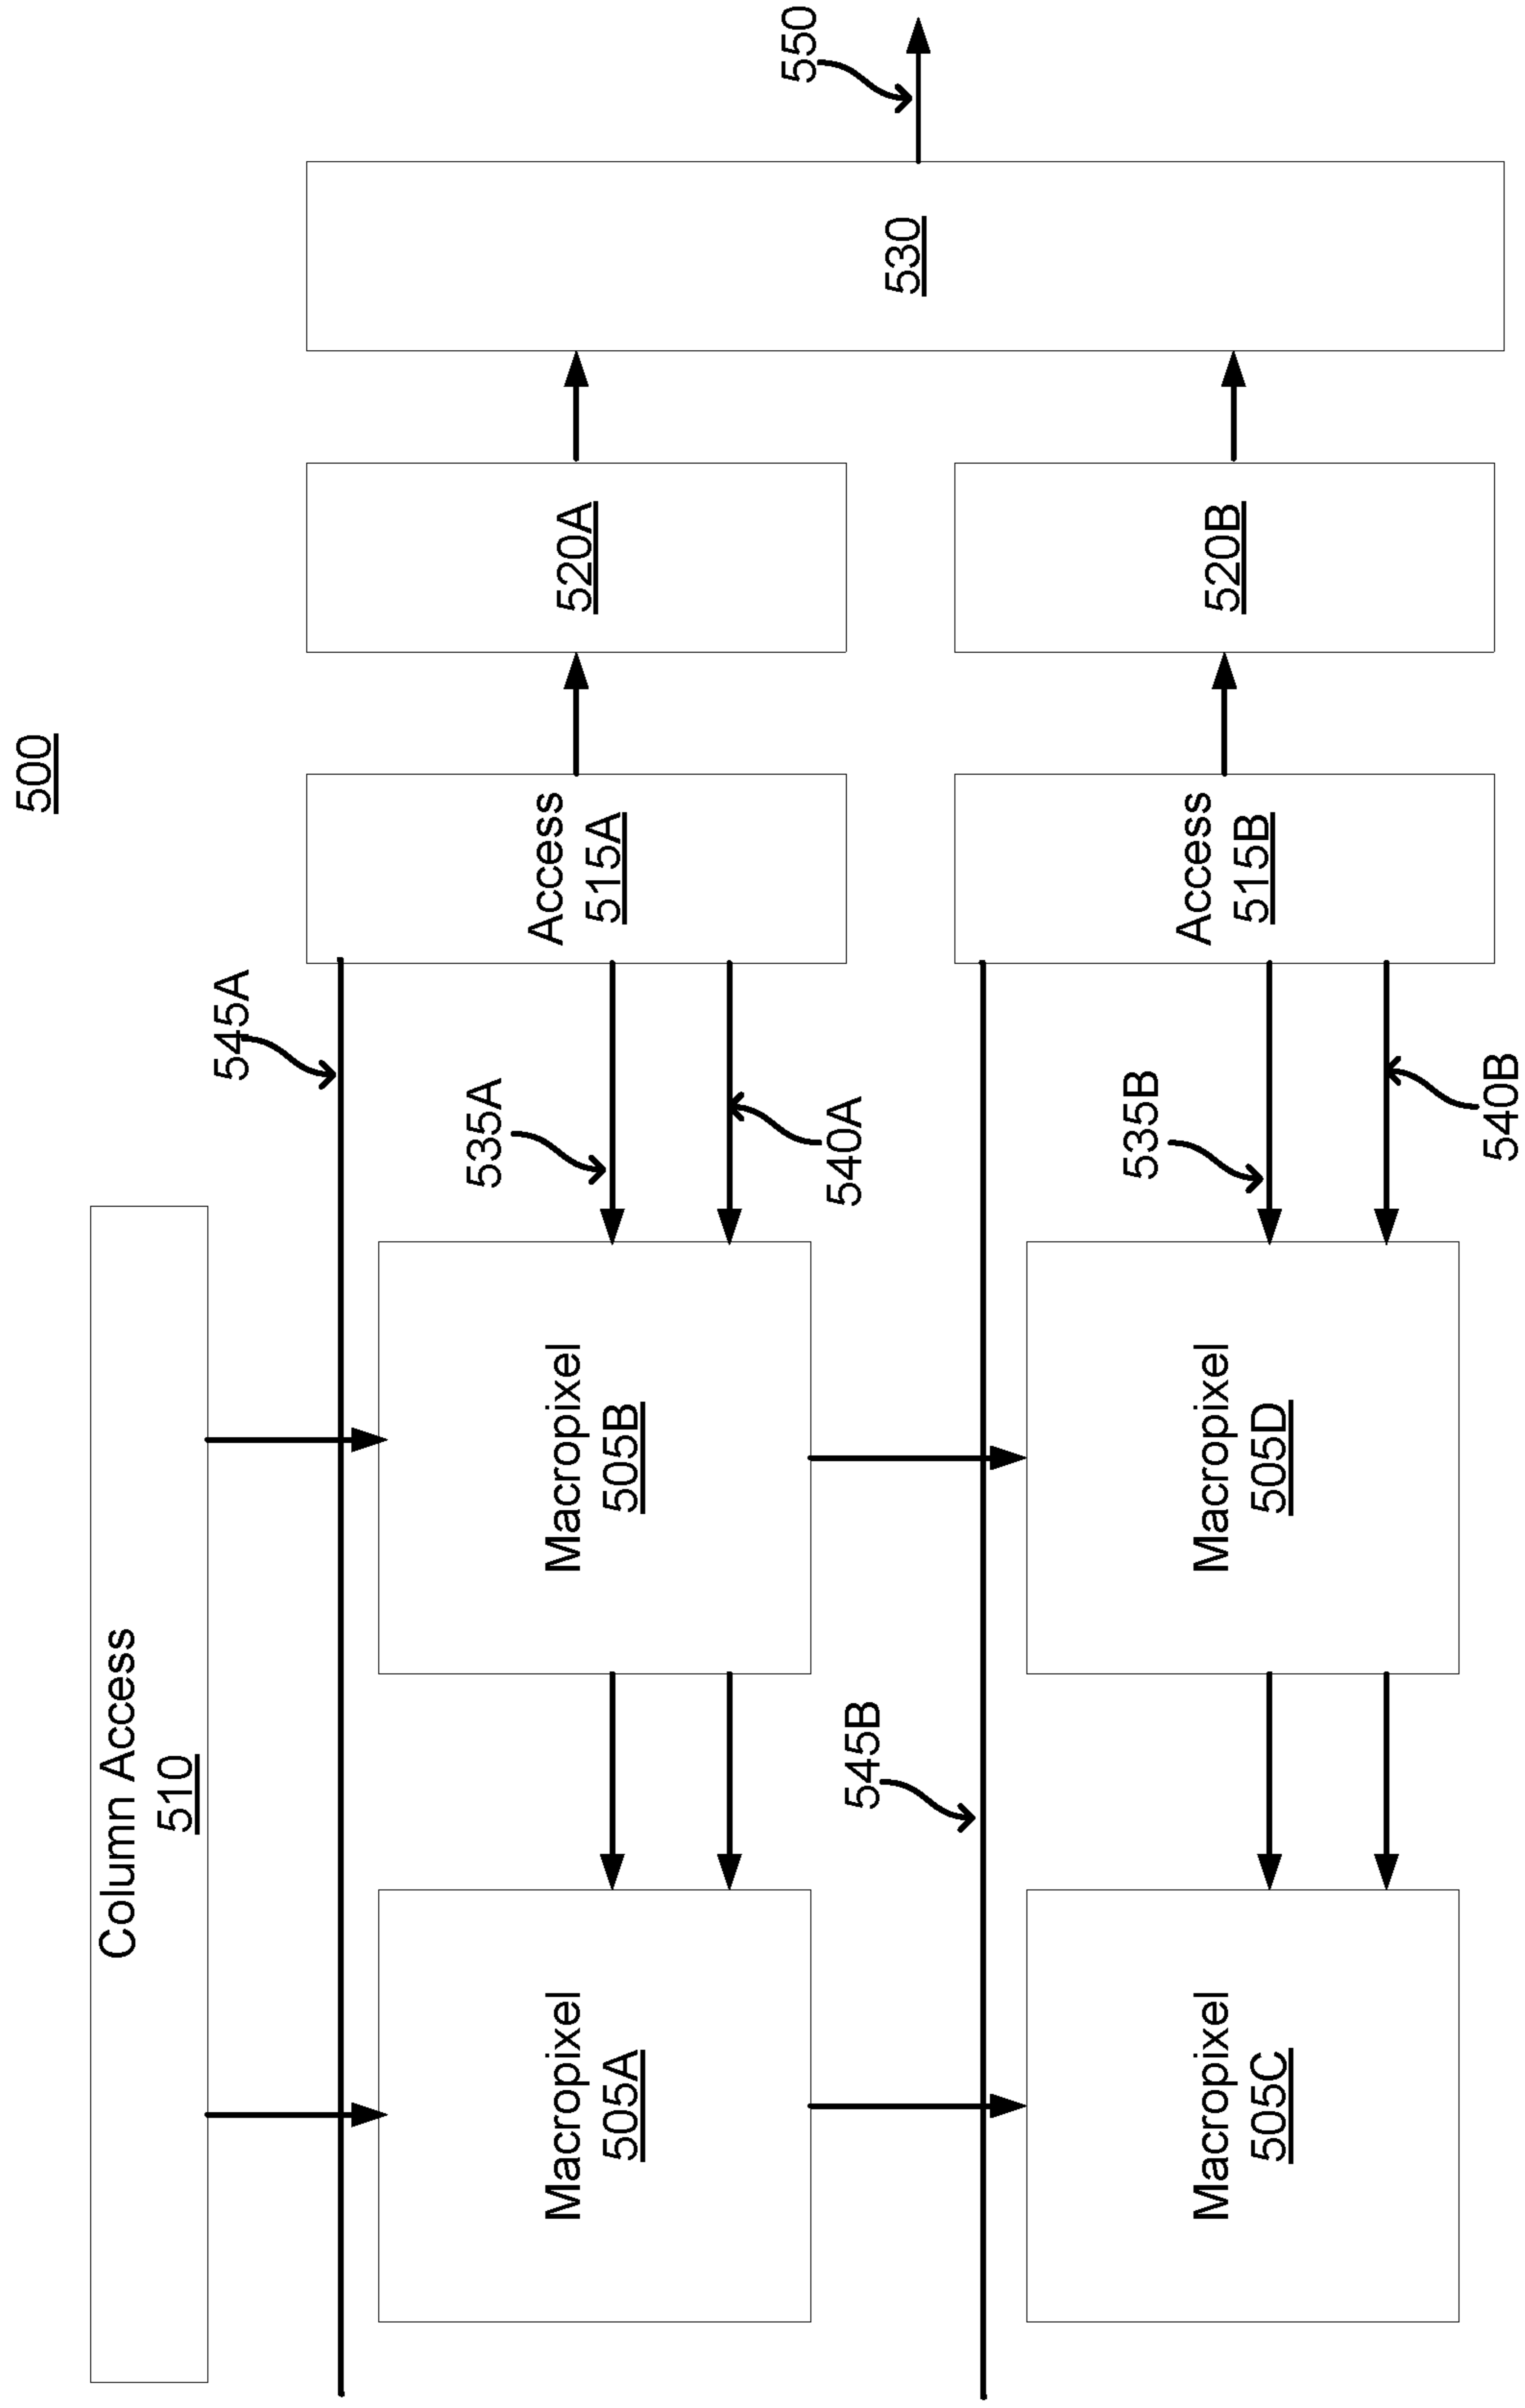 500
Column Access
510
545A
535A
Macropixel
505A
Macropixel
505B
Access
515A
520A
540A
550
530
545B
535B
Macropixel
505C
Macropixel
505D
Access
515B
520B
540B